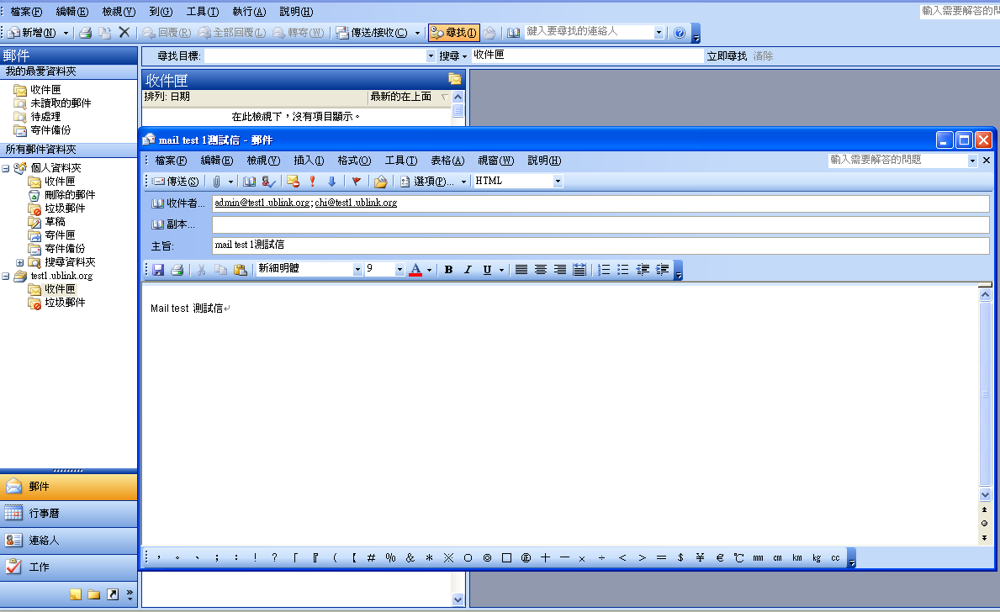 檔案(F) 編輯(E) 檢視(V) 到(G) 工具(T) 執行(A) 說明(H) 輸入需要解答的問
新增(N) 回覆(R) 全部回覆(L) 轉寄(W) 傳送/接收(C) 尋找(I) 鍵入要尋找的連絡人
郵件
尋找目標: 搜尋 收件匣 立即尋找 清除
我的最愛資料夾
收件匣
未讀取的郵件
待處理
寄件備份
所有郵件資料夾
個人資料夾
收件匣
刪除的郵件
垃圾郵件
草稿
寄件匣
寄件備份
搜尋資料夾
test1.ublink.org
收件匣
垃圾郵件
郵件
行事曆
連絡人
工作
收件匣
排列: 日期 最新的在上面
在此檢視下，沒有項目顯示。
mail test 1測試信 - 郵件
檔案(F) 編輯(E) 檢視(V) 插入(I) 格式(O) 工具(T) 表格(A) 視窗(W) 說明(H) 輸入需要解答的問題
傳送(S) 選項(P)... HTML
收件者... admin@test1.ublink.org; chi@test1.ublink.org
副本...
主旨: mail test 1測試信
新細明體 9 A B I U
Mail test 測試信↵
， 。 、 ； ： ！ ？ 「 『 （ 【 # % & * ※ ○ ◎ □ ㊣ + － × ÷ < > = $ ¥ € ℃ mm cm km kg cc